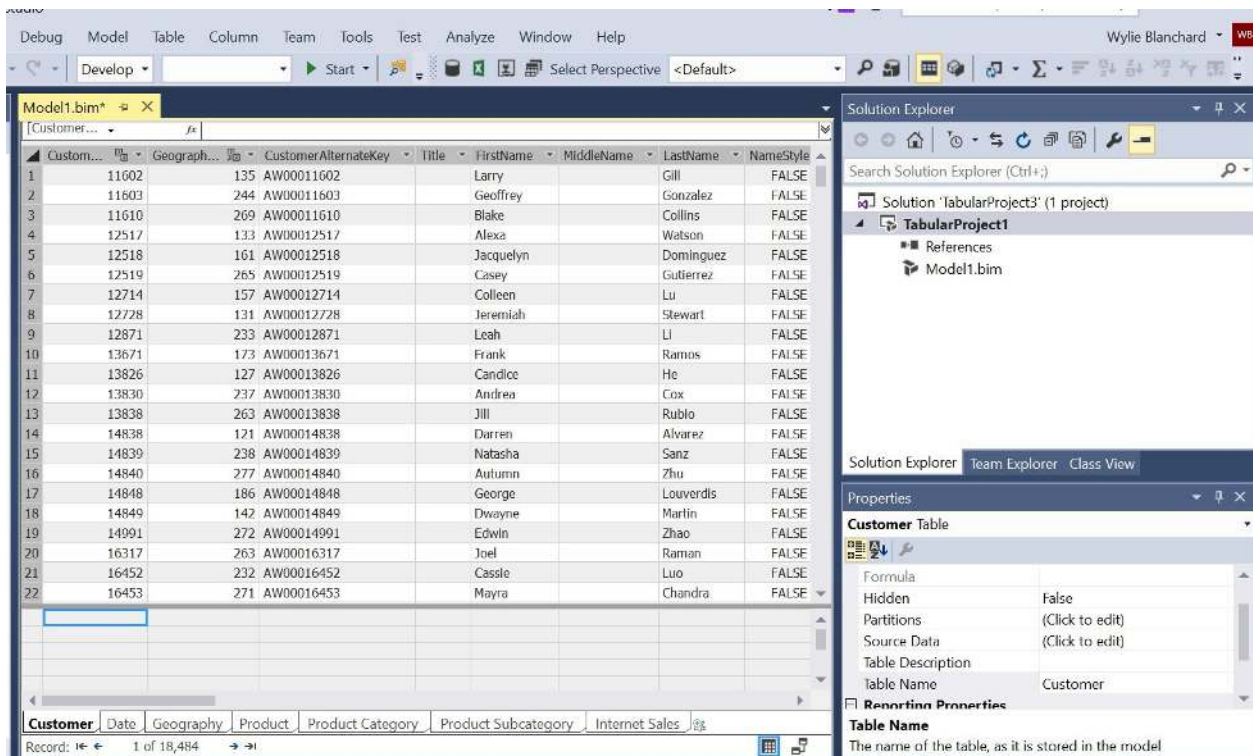 Debug Model Table Column Team Tools Test Analyze Window Help Wylie Blanchard WB
Develop Start Select Perspective <Default>
Model1.bim*
[Customer... fx
Custom... Geograph... CustomerAlternateKey Title FirstName MiddleName LastName NameStyle
1 11602 135 AW00011602 Larry Gill FALSE
2 11603 244 AW00011603 Geoffrey Gonzalez FALSE
3 11610 269 AW00011610 Blake Collins FALSE
4 12517 133 AW00012517 Alexa Watson FALSE
5 12518 161 AW00012518 Jacquelyn Dominguez FALSE
6 12519 265 AW00012519 Casey Gutierrez FALSE
7 12714 157 AW00012714 Colleen Lu FALSE
8 12728 131 AW00012728 Jeremiah Stewart FALSE
9 12871 233 AW00012871 Leah Li FALSE
10 13671 173 AW00013671 Frank Ramos FALSE
11 13826 127 AW00013826 Candice He FALSE
12 13830 237 AW00013830 Andrea Cox FALSE
13 13838 263 AW00013838 Jill Rubio FALSE
14 14838 121 AW00014838 Darren Alvarez FALSE
15 14839 238 AW00014839 Natasha Sanz FALSE
16 14840 277 AW00014840 Autumn Zhu FALSE
17 14848 186 AW00014848 George Louverdis FALSE
18 14849 142 AW00014849 Dwayne Martin FALSE
19 14991 272 AW00014991 Edwin Zhao FALSE
20 16317 263 AW00016317 Joel Raman FALSE
21 16452 232 AW00016452 Cassie Luo FALSE
22 16453 271 AW00016453 Mayra Chandra FALSE
Customer Date Geography Product Product Category Product Subcategory Internet Sales
Record: 1 of 18,484
Solution Explorer
Search Solution Explorer (Ctrl+;)
Solution 'TabularProject3' (1 project)
TabularProject1
References
Model1.bim
Solution Explorer Team Explorer Class View
Properties
Customer Table
Formula
Hidden False
Partitions (Click to edit)
Source Data (Click to edit)
Table Description
Table Name Customer
Reporting Properties
Table Name
The name of the table, as it is stored in the model